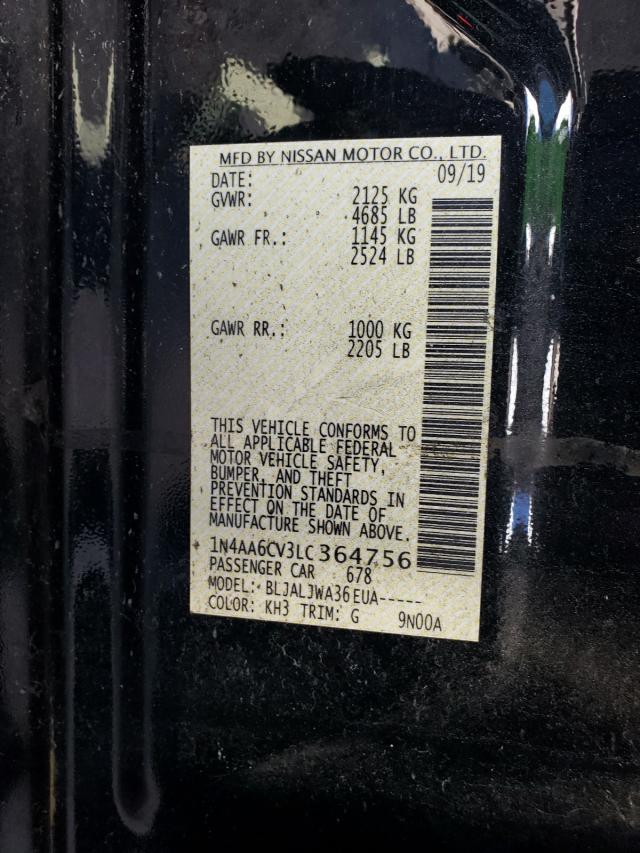 MFD BY NISSAN MOTOR CO., LTD.
DATE: 09/19
GVWR: 2125 KG
4685 LB
GAWR FR.: 1145 KG
2524 LB
GAWR RR.: 1000 KG
2205 LB
THIS VEHICLE CONFORMS TO
ALL APPLICABLE FEDERAL
MOTOR VEHICLE SAFETY,
BUMPER, AND THEFT
PREVENTION STANDARDS IN
EFFECT ON THE DATE OF
MANUFACTURE SHOWN ABOVE.
1N4AA6CV3LC364756
PASSENGER CAR 678
MODEL: BLJALJWA36EUA-----
COLOR: KH3 TRIM: G 9N00A